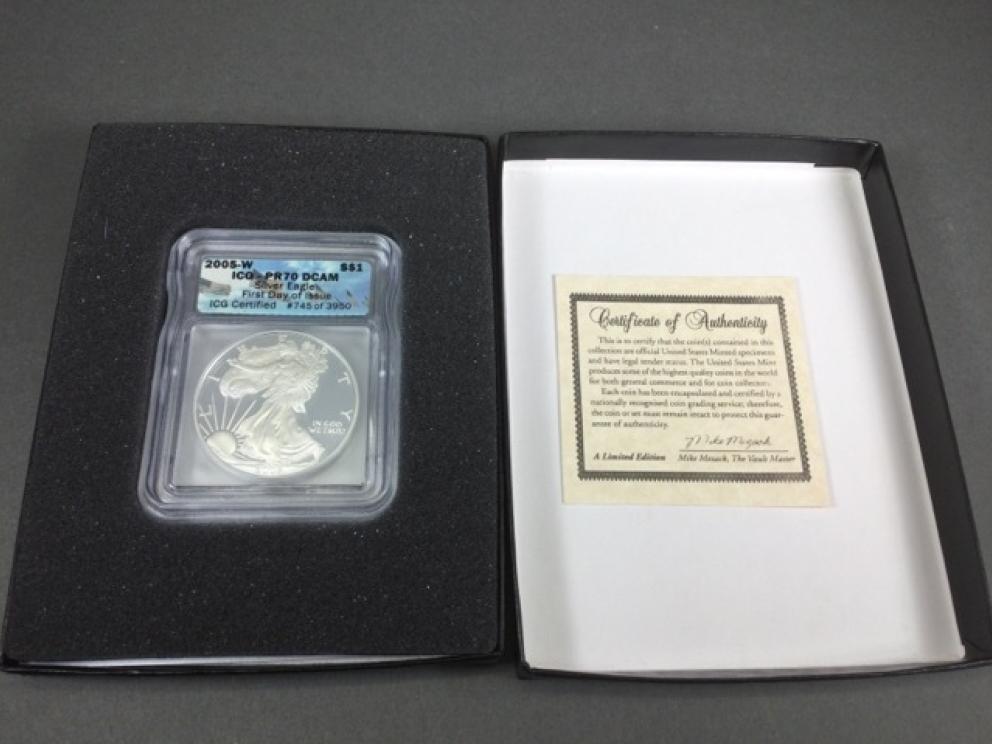 2005-W $$1
ICG - PR70 DCAM
Silver Eagle
First Day of Issue
ICG Certified #745 of 3950
LIBERTY
IN GOD
WE TRUST
Certificate of Authenticity
This is to certify that the coin(s) contained in this
collection are official United States Minted specimens
and have legal tender status. The United States Mint
produces some of the highest quality coins in the world
for both general commerce and for coin collectors.
Each coin has been encapsulated and certified by a
nationally recognized coin grading service; therefore,
the coin or set must remain intact to protect this guar-
antee of authenticity.
Mike Mezack
A Limited Edition Mike Mezack, The Vault Master